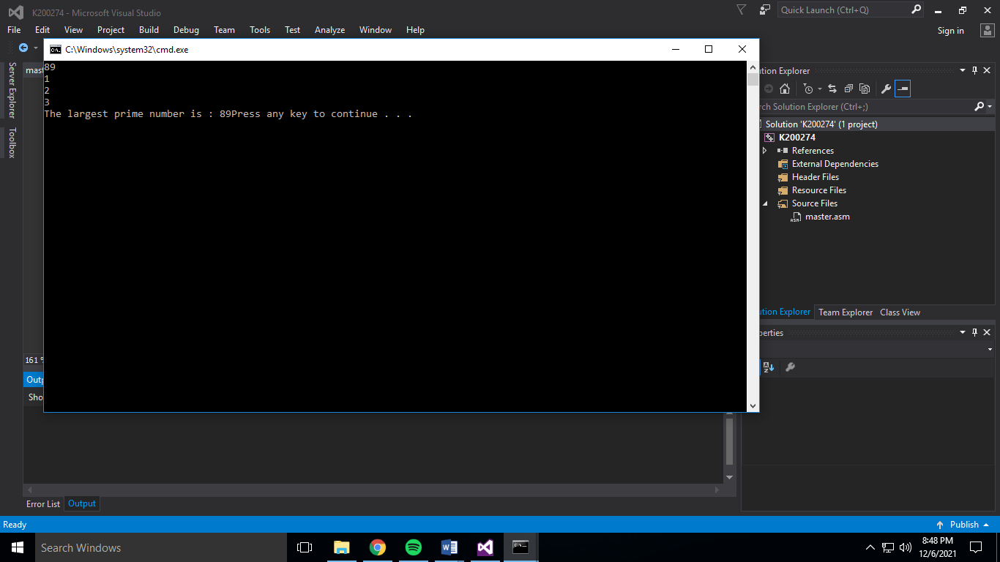 K200274 - Microsoft Visual Studio
Quick Launch (Ctrl+Q)
File Edit View Project Build Debug Team Tools Test Analyze Window Help
Sign in
C:\Windows\system32\cmd.exe
89
1
2
3
The largest prime number is : 89Press any key to continue . . .
Server Explorer
Toolbox
mast
161 %
Outp
Sho
Error List Output
ution Explorer
rch Solution Explorer (Ctrl+;)
Solution 'K200274' (1 project)
K200274
References
External Dependencies
Header Files
Resource Files
Source Files
master.asm
ution Explorer Team Explorer Class View
perties
Ready
Publish
Search Windows
8:48 PM
12/6/2021